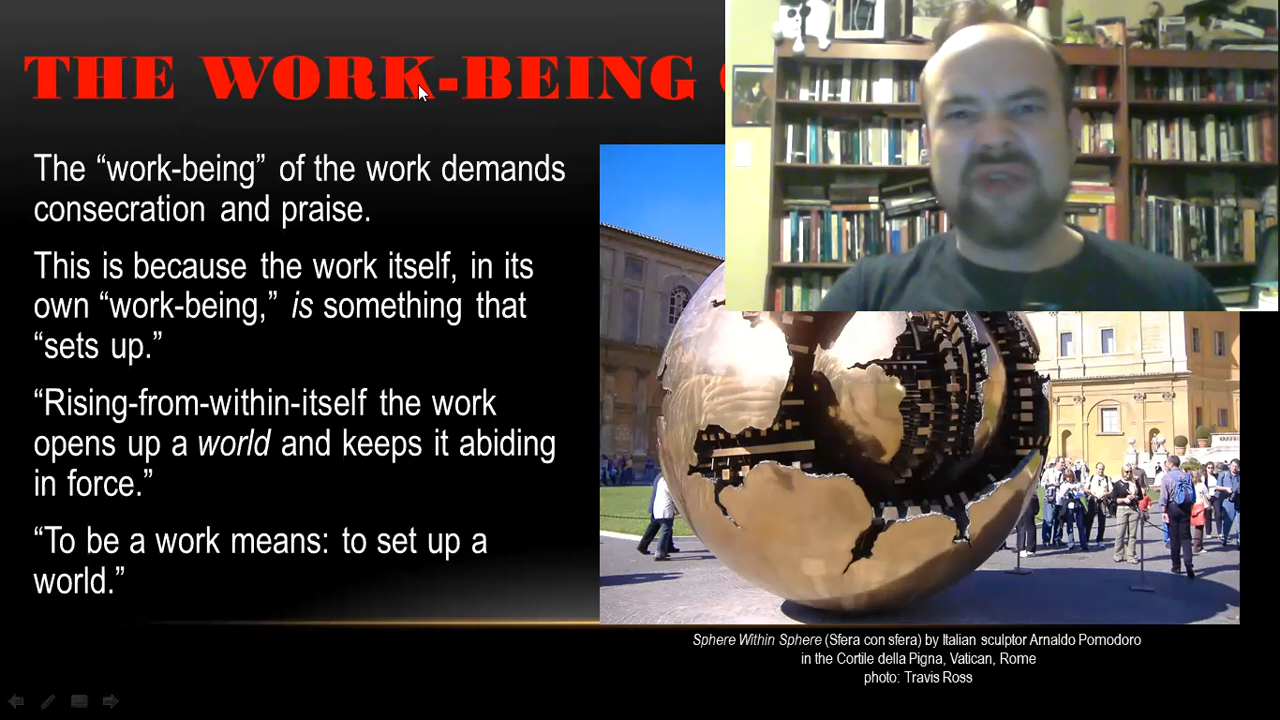 THE WORK-BEING
The “work-being” of the work demands
consecration and praise.
This is because the work itself, in its
own “work-being,” is something that
“sets up.”
“Rising-from-within-itself the work
opens up a world and keeps it abiding
in force.”
“To be a work means: to set up a
world.”
Sphere Within Sphere (Sfera con sfera) by Italian sculptor Arnaldo Pomodoro
in the Cortile della Pigna, Vatican, Rome
photo: Travis Ross